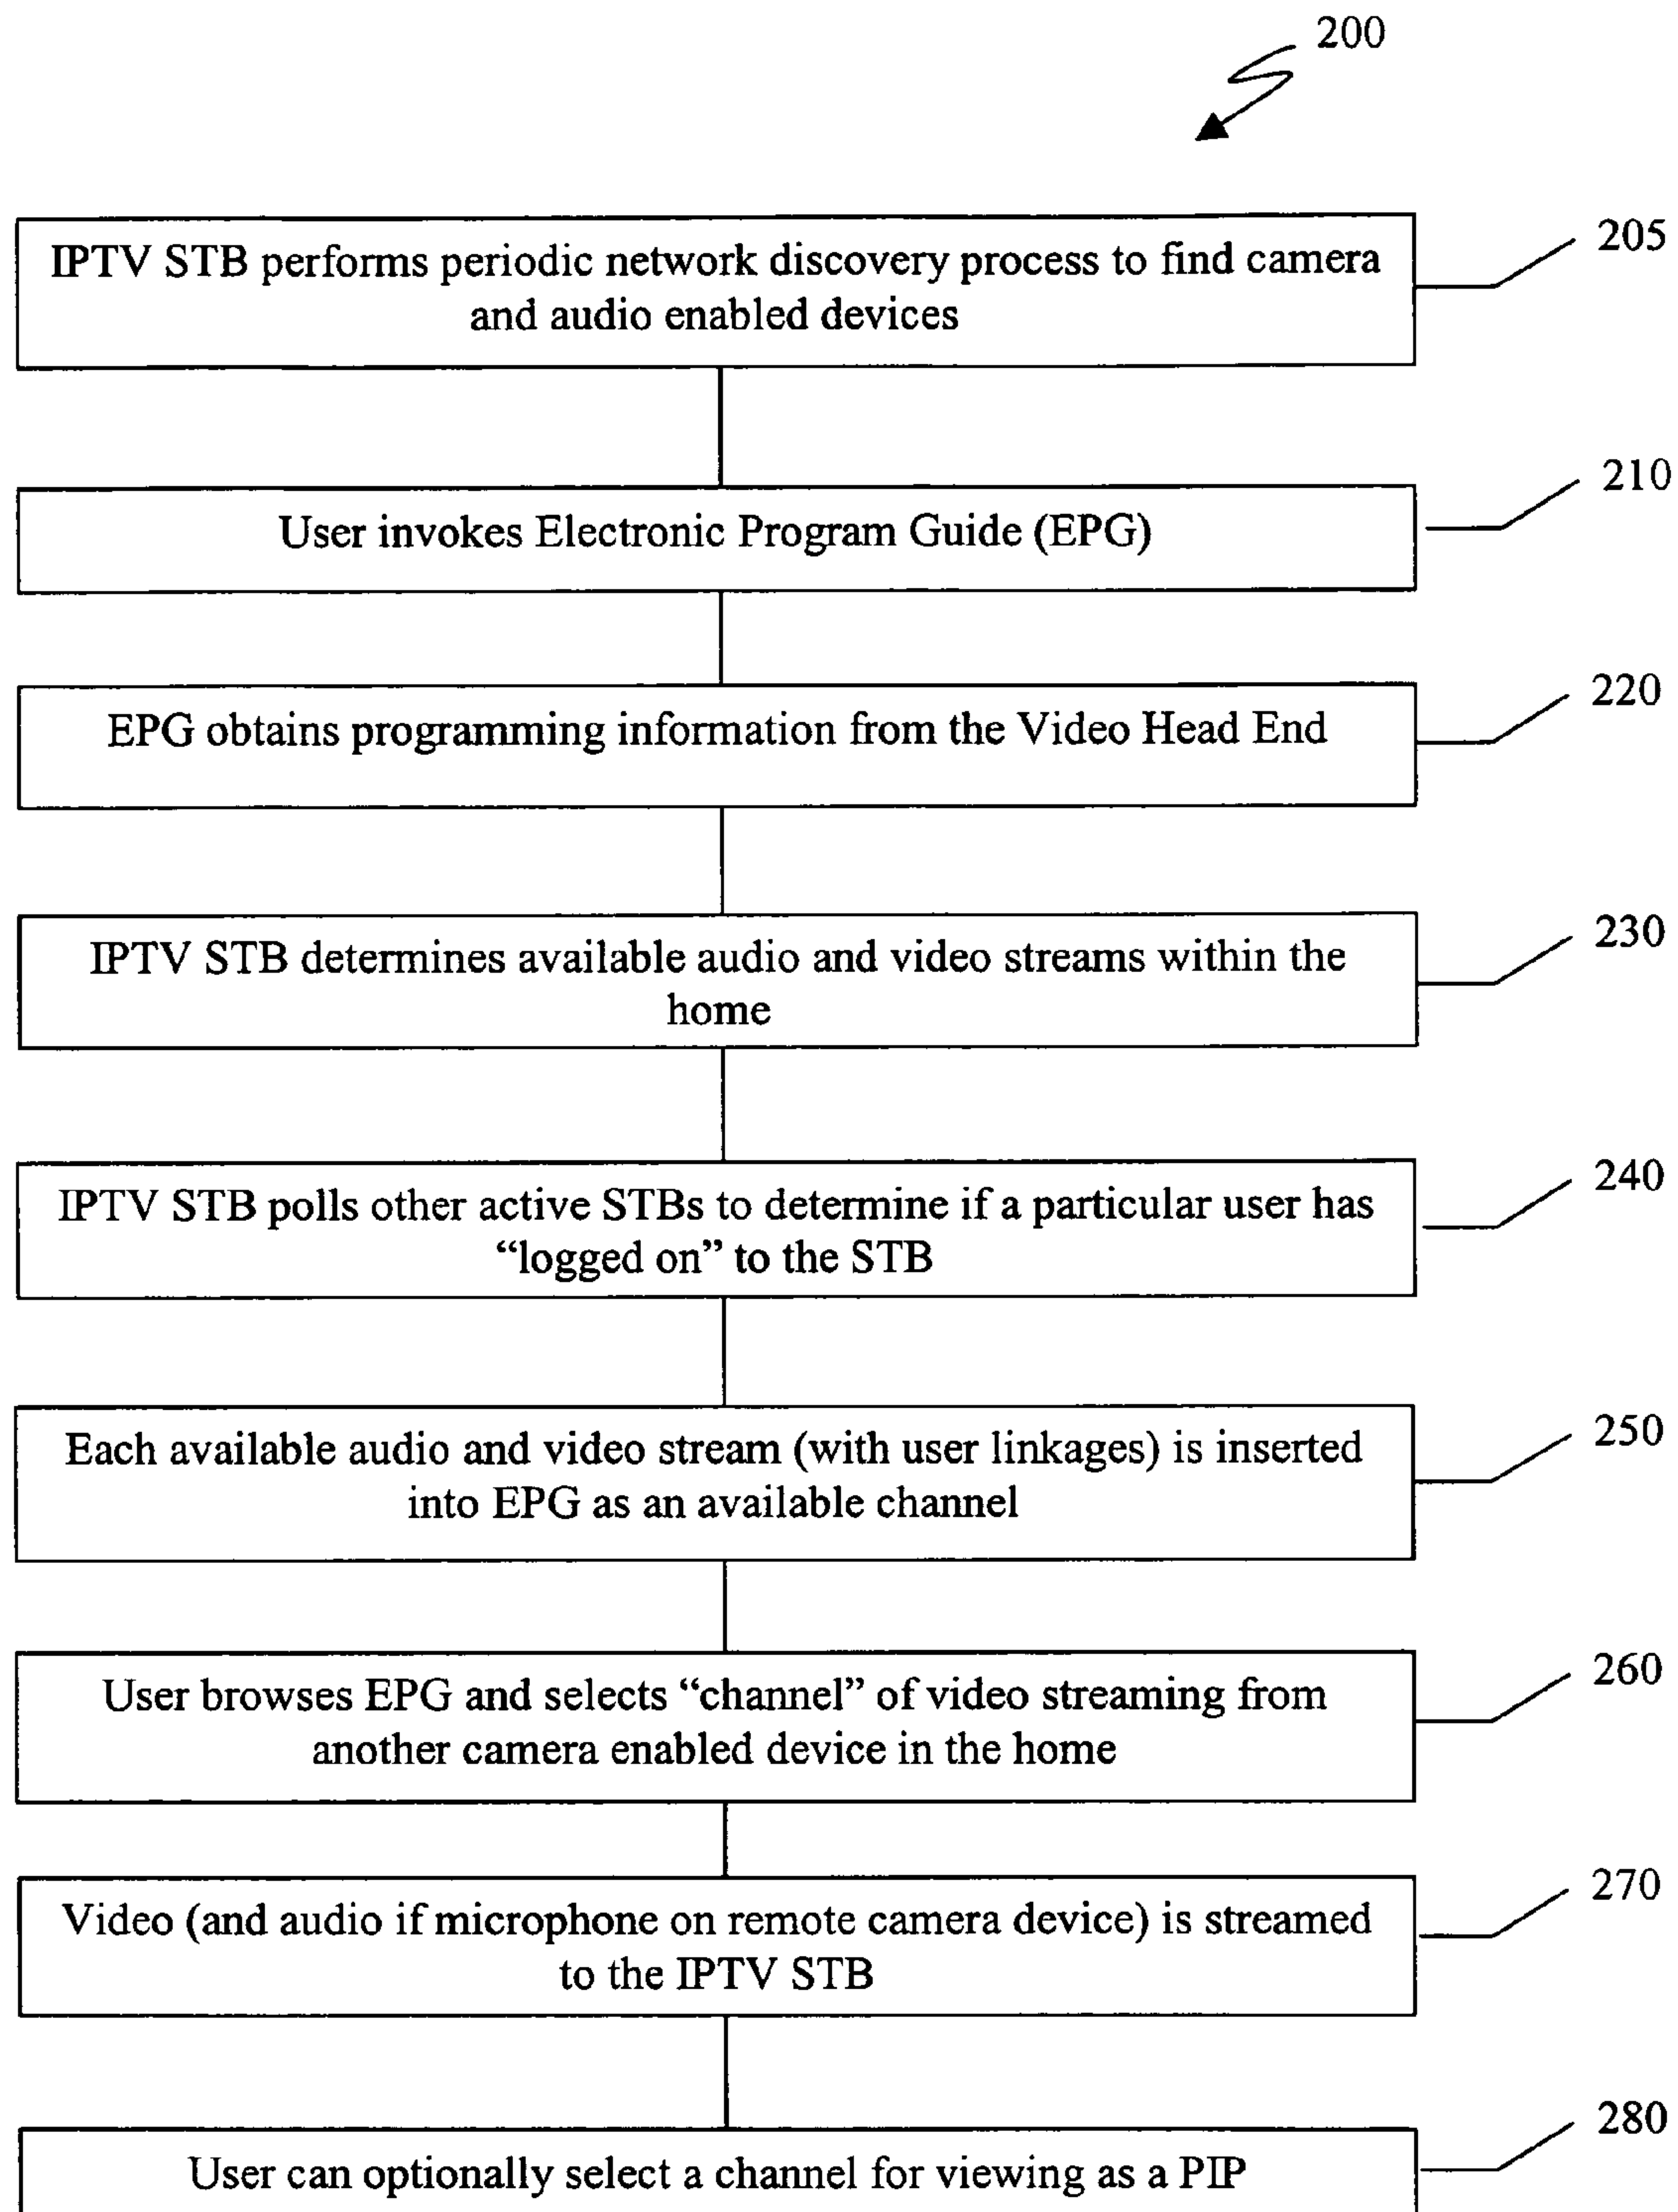 200
IPTV STB performs periodic network discovery process to find camera
and audio enabled devices
205
User invokes Electronic Program Guide (EPG)
210
EPG obtains programming information from the Video Head End
220
IPTV STB determines available audio and video streams within the
home
230
IPTV STB polls other active STBs to determine if a particular user has
“logged on” to the STB
240
Each available audio and video stream (with user linkages) is inserted
into EPG as an available channel
250
User browses EPG and selects “channel” of video streaming from
another camera enabled device in the home
260
Video (and audio if microphone on remote camera device) is streamed
to the IPTV STB
270
User can optionally select a channel for viewing as a PIP
280